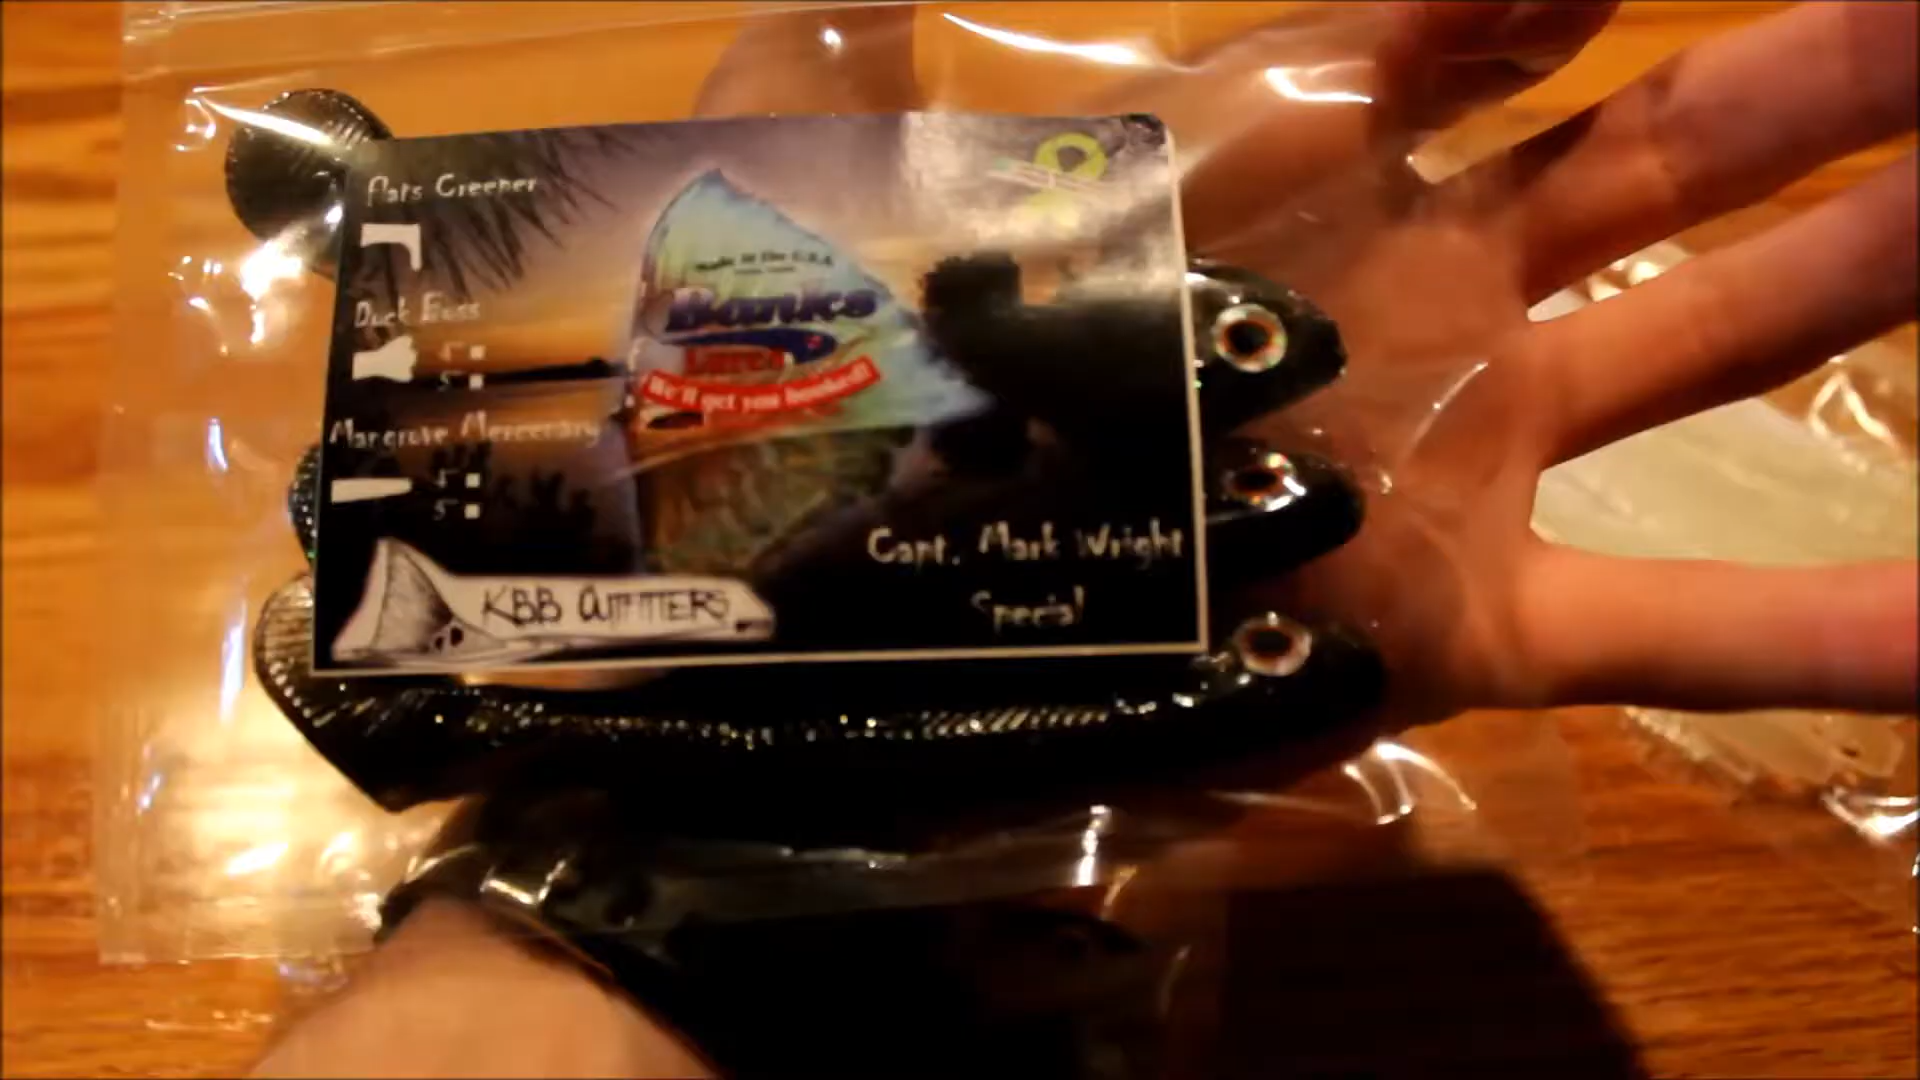 Flats Creeper
Duck Bass
4"
5"
Mangrove Mercenary
4"
5"
Made in the U.S.A
Banks
Lures
We'll get you hooked!
KBB OUTFITTERS
Capt. Mark Wright
Special